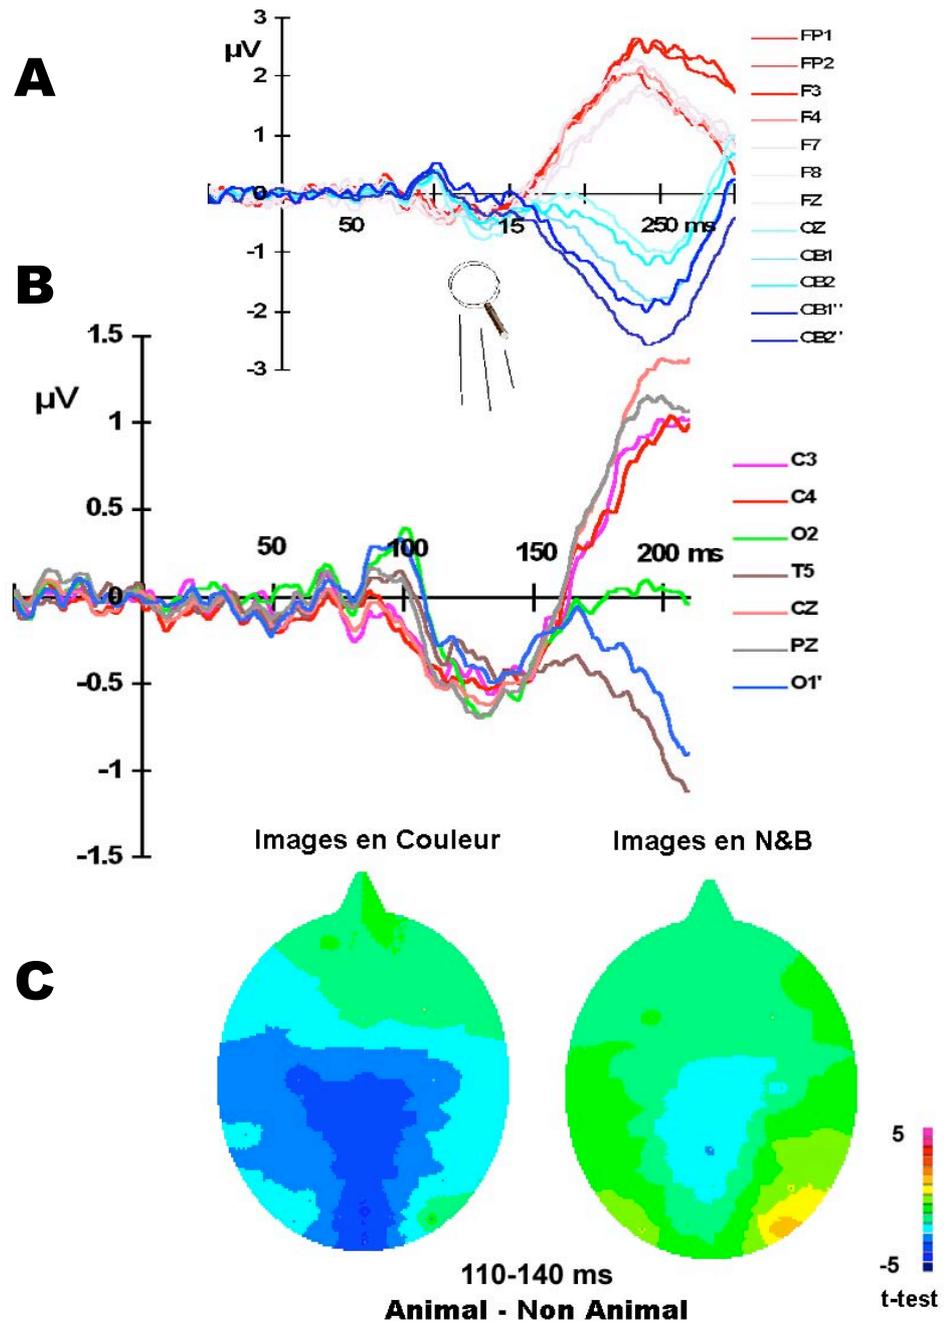 A
µV
3
2
1
0
-1
-2
-3
50
15
250 ms
FP1
FP2
F3
F4
F7
F8
FZ
OZ
CB1
CB2
CB1''
CB2''
B
µV
1.5
1
0.5
0
-0.5
-1
-1.5
50
100
150
200 ms
C3
C4
O2
T5
CZ
PZ
O1'
Images en Couleur
Images en N&B
C
5
-5
t-test
110-140 ms
Animal - Non Animal